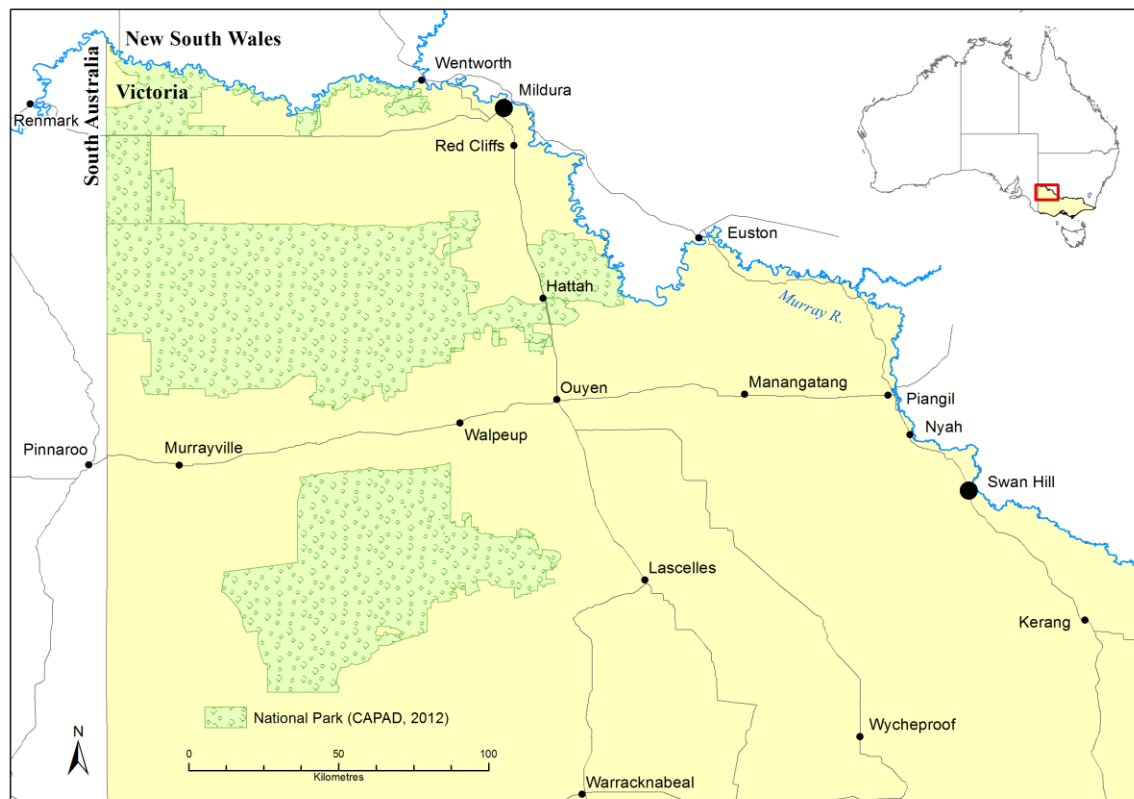 New South Wales
South Australia
Victoria
Wentworth
Mildura
Renmark
Red Cliffs
Euston
Hattah
Murray R.
Ouyen
Manangatang
Piangil
Nyah
Walpeup
Pinnaroo
Murrayville
Swan Hill
Lascelles
Kerang
National Park (CAPAD, 2012)
Wycheproof
N
0 50 100
Kilometres
Warracknabeal